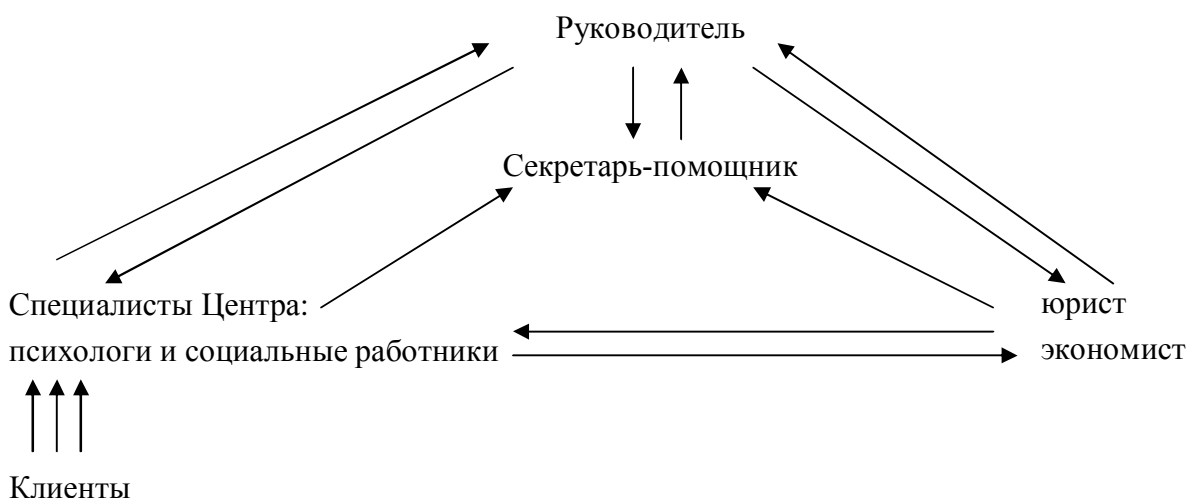 Руководитель
Секретарь-помощник
Специалисты Центра:
юрист
психологи и социальные работники
экономист
Клиенты